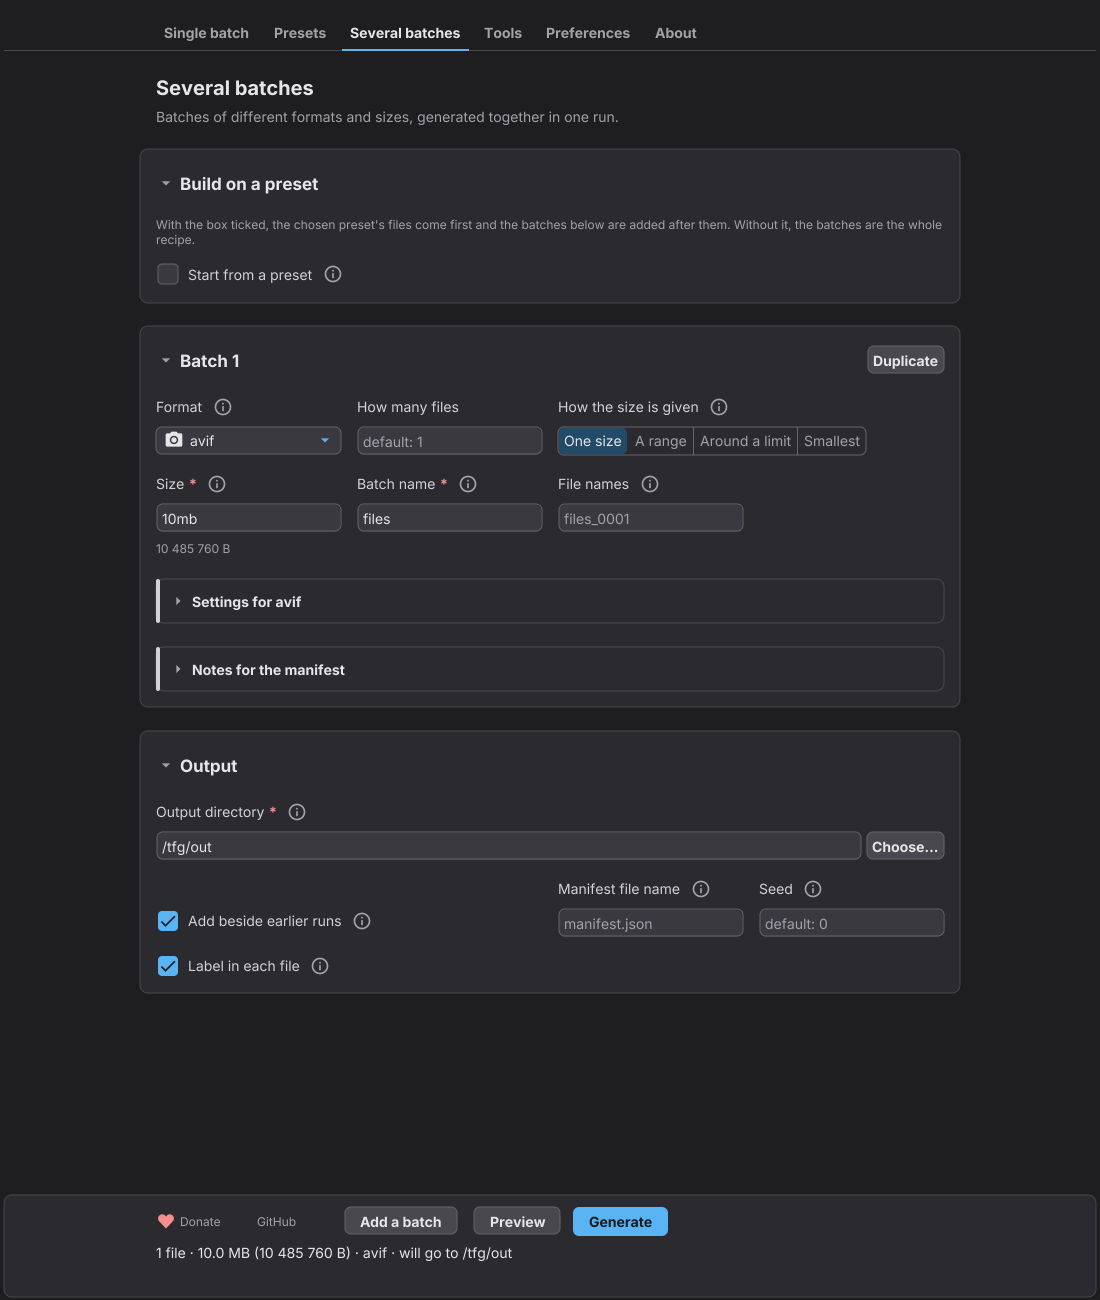 Single batch Presets Several batches Tools Preferences About
Several batches
Batches of different formats and sizes, generated together in one run.
Build on a preset
With the box ticked, the chosen preset's files come first and the batches below are added after them. Without it, the batches are the whole
recipe.
Start from a preset
Batch 1 Duplicate
Format How many files How the size is given
avif default: 1 One size A range Around a limit Smallest
Size * Batch name * File names
10mb files files_0001
10 485 760 B
Settings for avif
Notes for the manifest
Output
Output directory *
/tfg/out Choose...
Manifest file name Seed
Add beside earlier runs manifest.json default: 0
Label in each file
Donate GitHub Add a batch Preview Generate
1 file · 10.0 MB (10 485 760 B) · avif · will go to /tfg/out